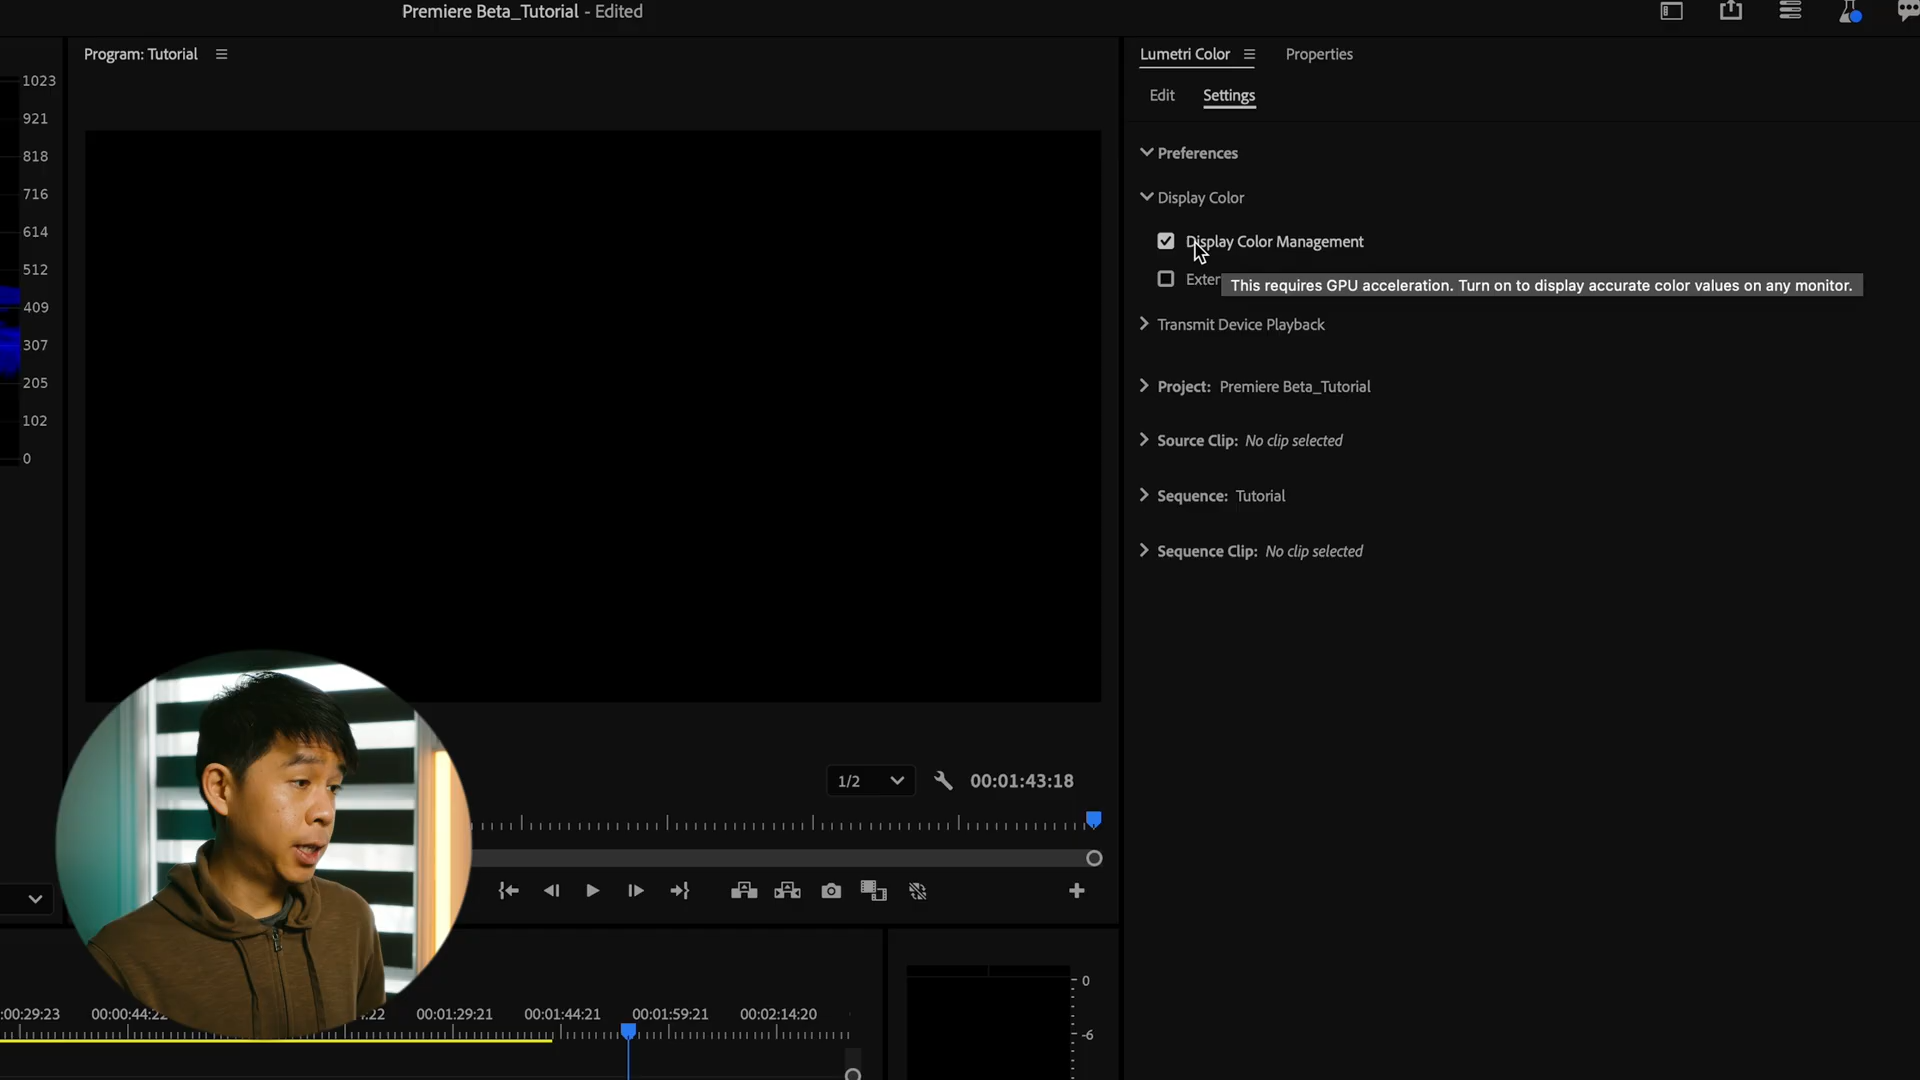 Premiere Beta_Tutorial - Edited
Program: Tutorial
1023
921
818
716
614
512
409
307
205
102
0
1/2
00:01:43:18
:00:29:23
00:00:44:22
:22
00:01:29:21
00:01:44:21
00:01:59:21
00:02:14:20
0
-6
Lumetri Color
Properties
Edit
Settings
Preferences
Display Color
Display Color Management
Exter
This requires GPU acceleration. Turn on to display accurate color values on any monitor.
Transmit Device Playback
Project: Premiere Beta_Tutorial
Source Clip: No clip selected
Sequence: Tutorial
Sequence Clip: No clip selected